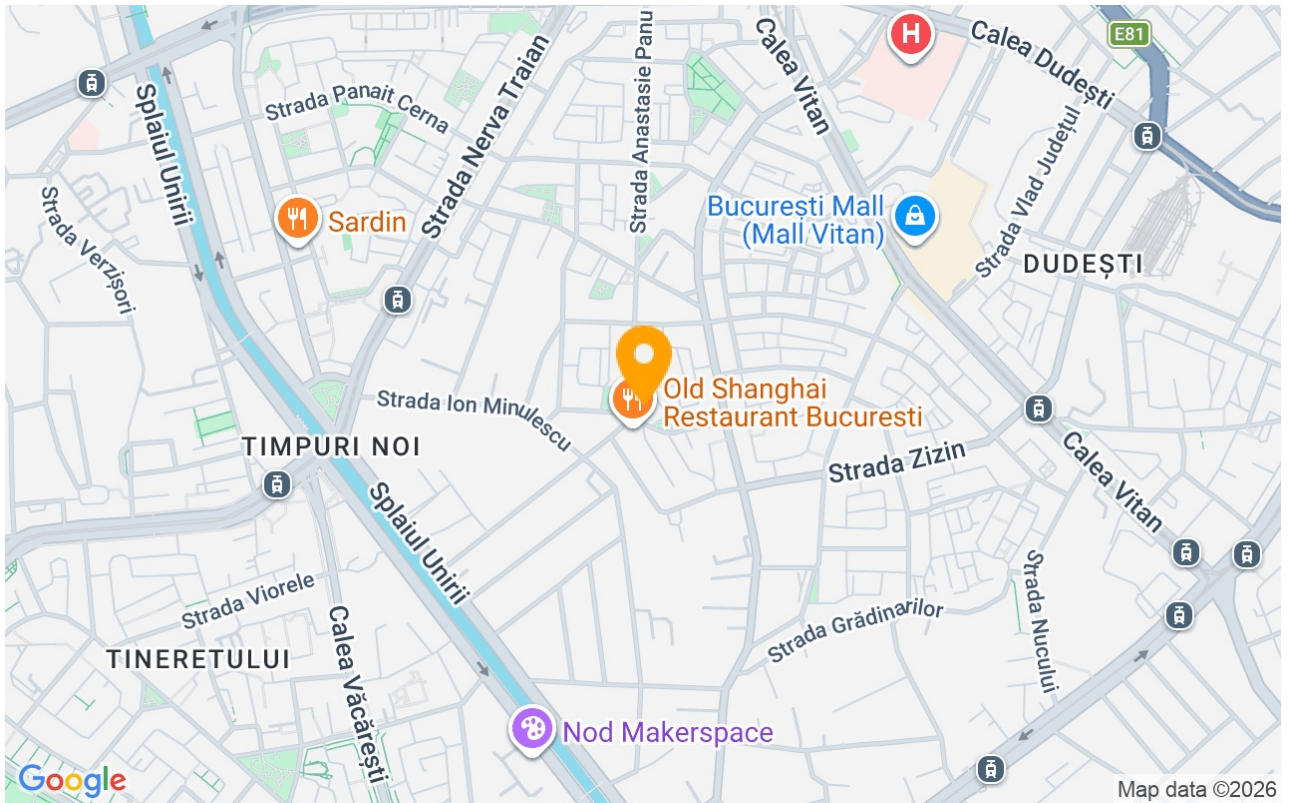 E81
H
Calea Dudești
Calea Vitan
Strada Anastasie Panu
Strada Nerva Traian
Strada Panait Cerna
Splaiul Unirii
Strada Vlad Județul
Strada Verzișori
Sardin
București Mall
(Mall Vitan)
DUDEȘTI
Old Shanghai
Restaurant Bucuresti
Strada Ion Minulescu
TIMPURI NOI
Strada Zizin
Calea Vitan
Splaiul Unirii
Strada Viorele
Strada Grădinarilor
Strada Nucului
TINERETULUI
Calea Văcărești
Nod Makerspace
Google
Map data ©2026